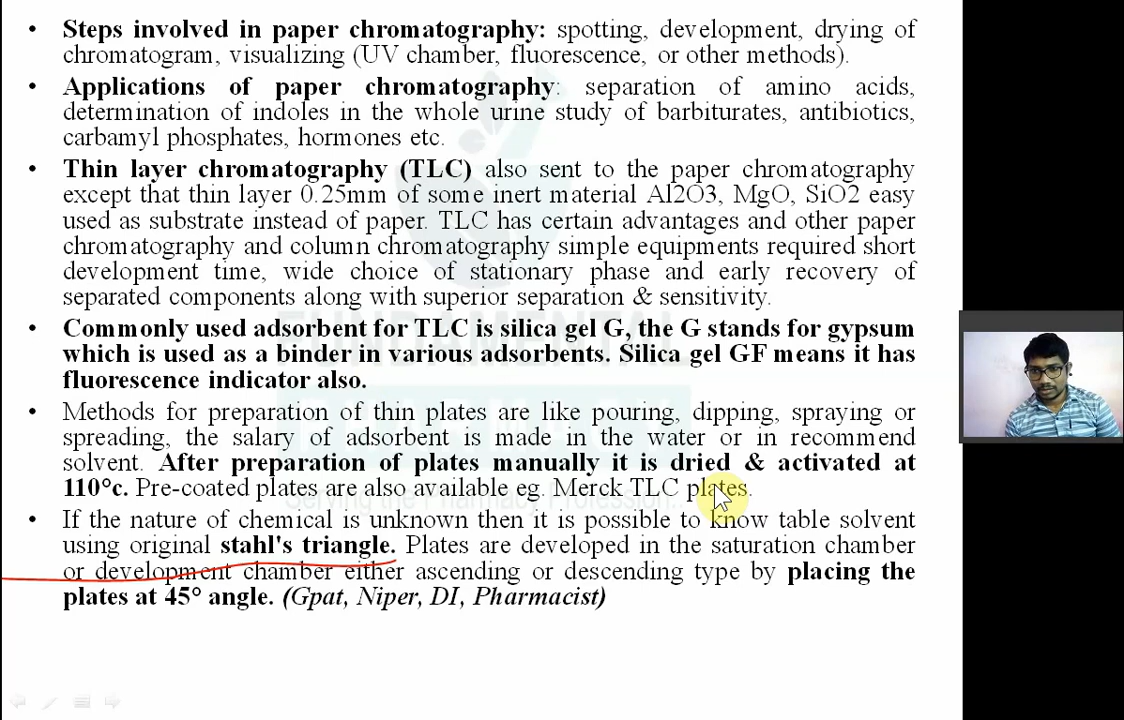 • Steps involved in paper chromatography: spotting, development, drying of
chromatogram, visualizing (UV chamber, fluorescence, or other methods).
• Applications of paper chromatography: separation of amino acids,
determination of indoles in the whole urine study of barbiturates, antibiotics,
carbamyl phosphates, hormones etc.
• Thin layer chromatography (TLC) also sent to the paper chromatography
except that thin layer 0.25mm of some inert material Al2O3, MgO, SiO2 easy
used as substrate instead of paper. TLC has certain advantages and other paper
chromatography and column chromatography simple equipments required short
development time, wide choice of stationary phase and early recovery of
separated components along with superior separation & sensitivity.
• Commonly used adsorbent for TLC is silica gel G, the G stands for gypsum
which is used as a binder in various adsorbents. Silica gel GF means it has
fluorescence indicator also.
• Methods for preparation of thin plates are like pouring, dipping, spraying or
spreading, the salary of adsorbent is made in the water or in recommend
solvent. After preparation of plates manually it is dried & activated at
110°c. Pre-coated plates are also available eg. Merck TLC plates.
Serving the Pharmacy Profession..
• If the nature of chemical is unknown then it is possible to know table solvent
using original stahl's triangle. Plates are developed in the saturation chamber
or development chamber either ascending or descending type by placing the
plates at 45° angle. (Gpat, Niper, DI, Pharmacist)